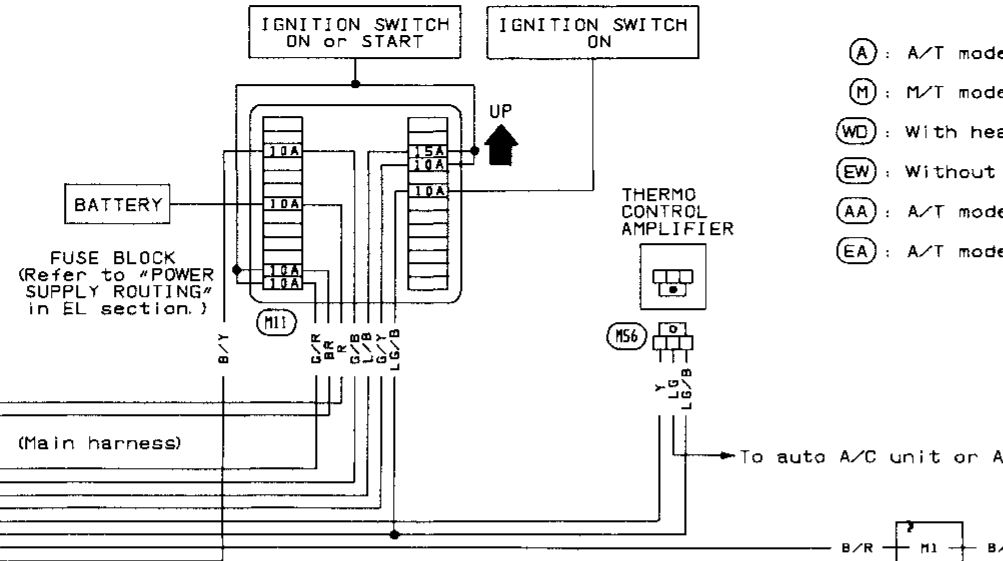 IGNITION SWITCH
ON or START
IGNITION SWITCH
ON
UP
10A
10A
10A
10A
15A
10A
10A
BATTERY
FUSE BLOCK
(Refer to "POWER
SUPPLY ROUTING"
in EL section.)
M11
B/Y
G/R
BR
R
G/B
L/B
G/Y
LG/B
THERMO
CONTROL
AMPLIFIER
M56
Y
LG
LG/B
(Main harness)
To auto A/C unit or A
B/R
M1
B/
A : A/T mode
M : M/T mode
WD : With hea
EW : Without
AA : A/T mode
EA : A/T mode